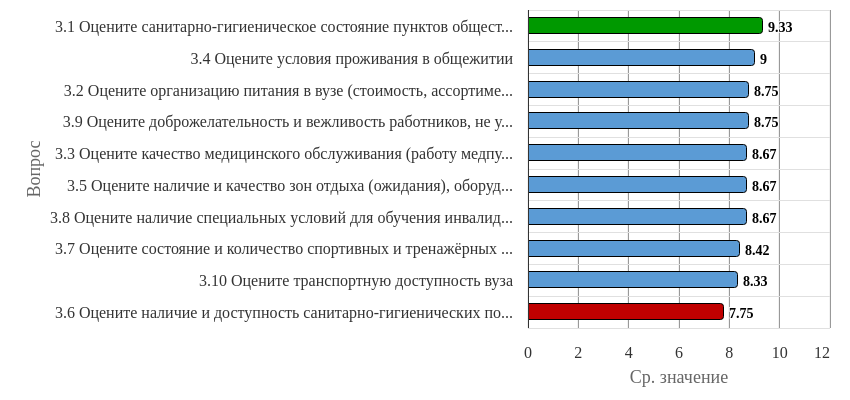 3.1 Оцените санитарно-гигиеническое состояние пунктов общест... 9.33
3.4 Оцените условия проживания в общежитии 9
3.2 Оцените организацию питания в вузе (стоимость, ассортиме... 8.75
3.9 Оцените доброжелательность и вежливость работников, не у... 8.75
3.3 Оцените качество медицинского обслуживания (работу медпу... 8.67
3.5 Оцените наличие и качество зон отдыха (ожидания), оборуд... 8.67
3.8 Оцените наличие специальных условий для обучения инвалид... 8.67
3.7 Оцените состояние и количество спортивных и тренажёрных ... 8.42
3.10 Оцените транспортную доступность вуза 8.33
3.6 Оцените наличие и доступность санитарно-гигиенических по... 7.75
Вопрос
0 2 4 6 8 10 12
Ср. значение